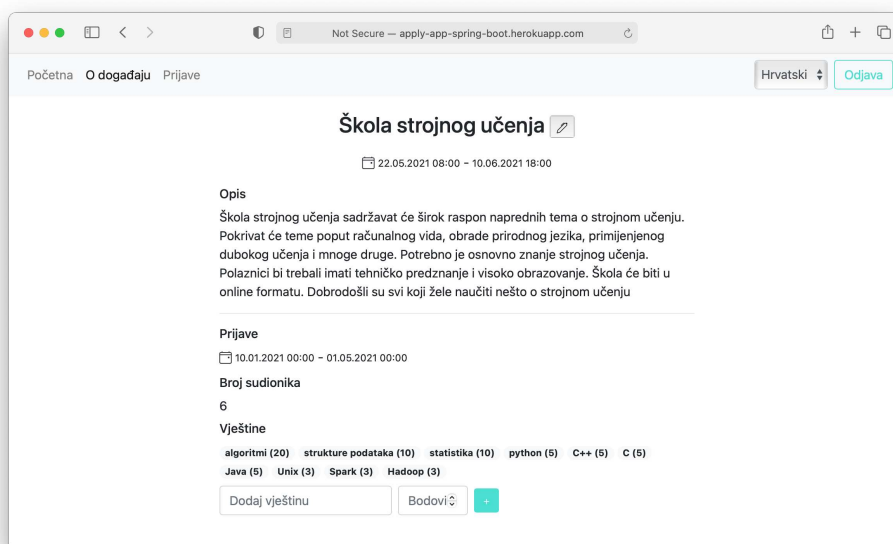 Not Secure — apply-app-spring-boot.herokuapp.com
Početna O događaju Prijave Hrvatski Odjava
Škola strojnog učenja
22.05.2021 08:00 - 10.06.2021 18:00
Opis
Škola strojnog učenja sadržavat će širok raspon naprednih tema o strojnom učenju.
Pokrivat će teme poput računalnog vida, obrade prirodnog jezika, primijenjenog
dubokog učenja i mnoge druge. Potrebno je osnovno znanje strojnog učenja.
Polaznici bi trebali imati tehničko predznanje i visoko obrazovanje. Škola će biti u
online formatu. Dobrodošli su svi koji žele naučiti nešto o strojnom učenju
Prijave
10.01.2021 00:00 - 01.05.2021 00:00
Broj sudionika
6
Vještine
algoritmi (20) strukture podataka (10) statistika (10) python (5) C++ (5) C (5)
Java (5) Unix (3) Spark (3) Hadoop (3)
Dodaj vještinu Bodovi +